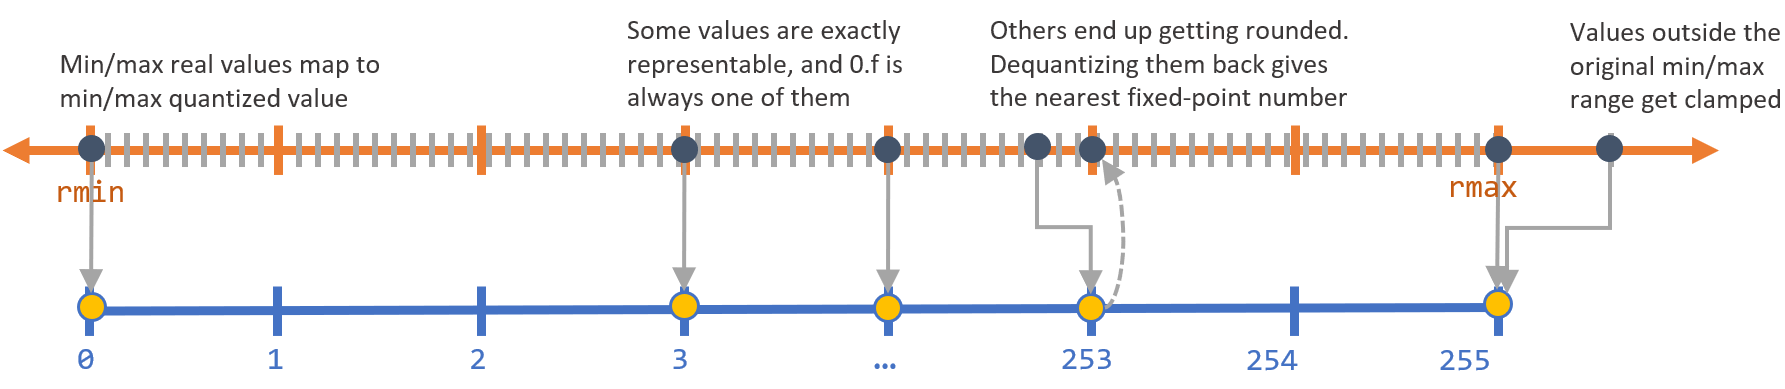 Min/max real values map to
min/max quantized value
Some values are exactly
representable, and 0.f is
always one of them
Others end up getting rounded.
Dequantizing them back gives
the nearest fixed-point number
Values outside the
original min/max
range get clamped
rmin
rmax
0
1
2
3
...
253
254
255